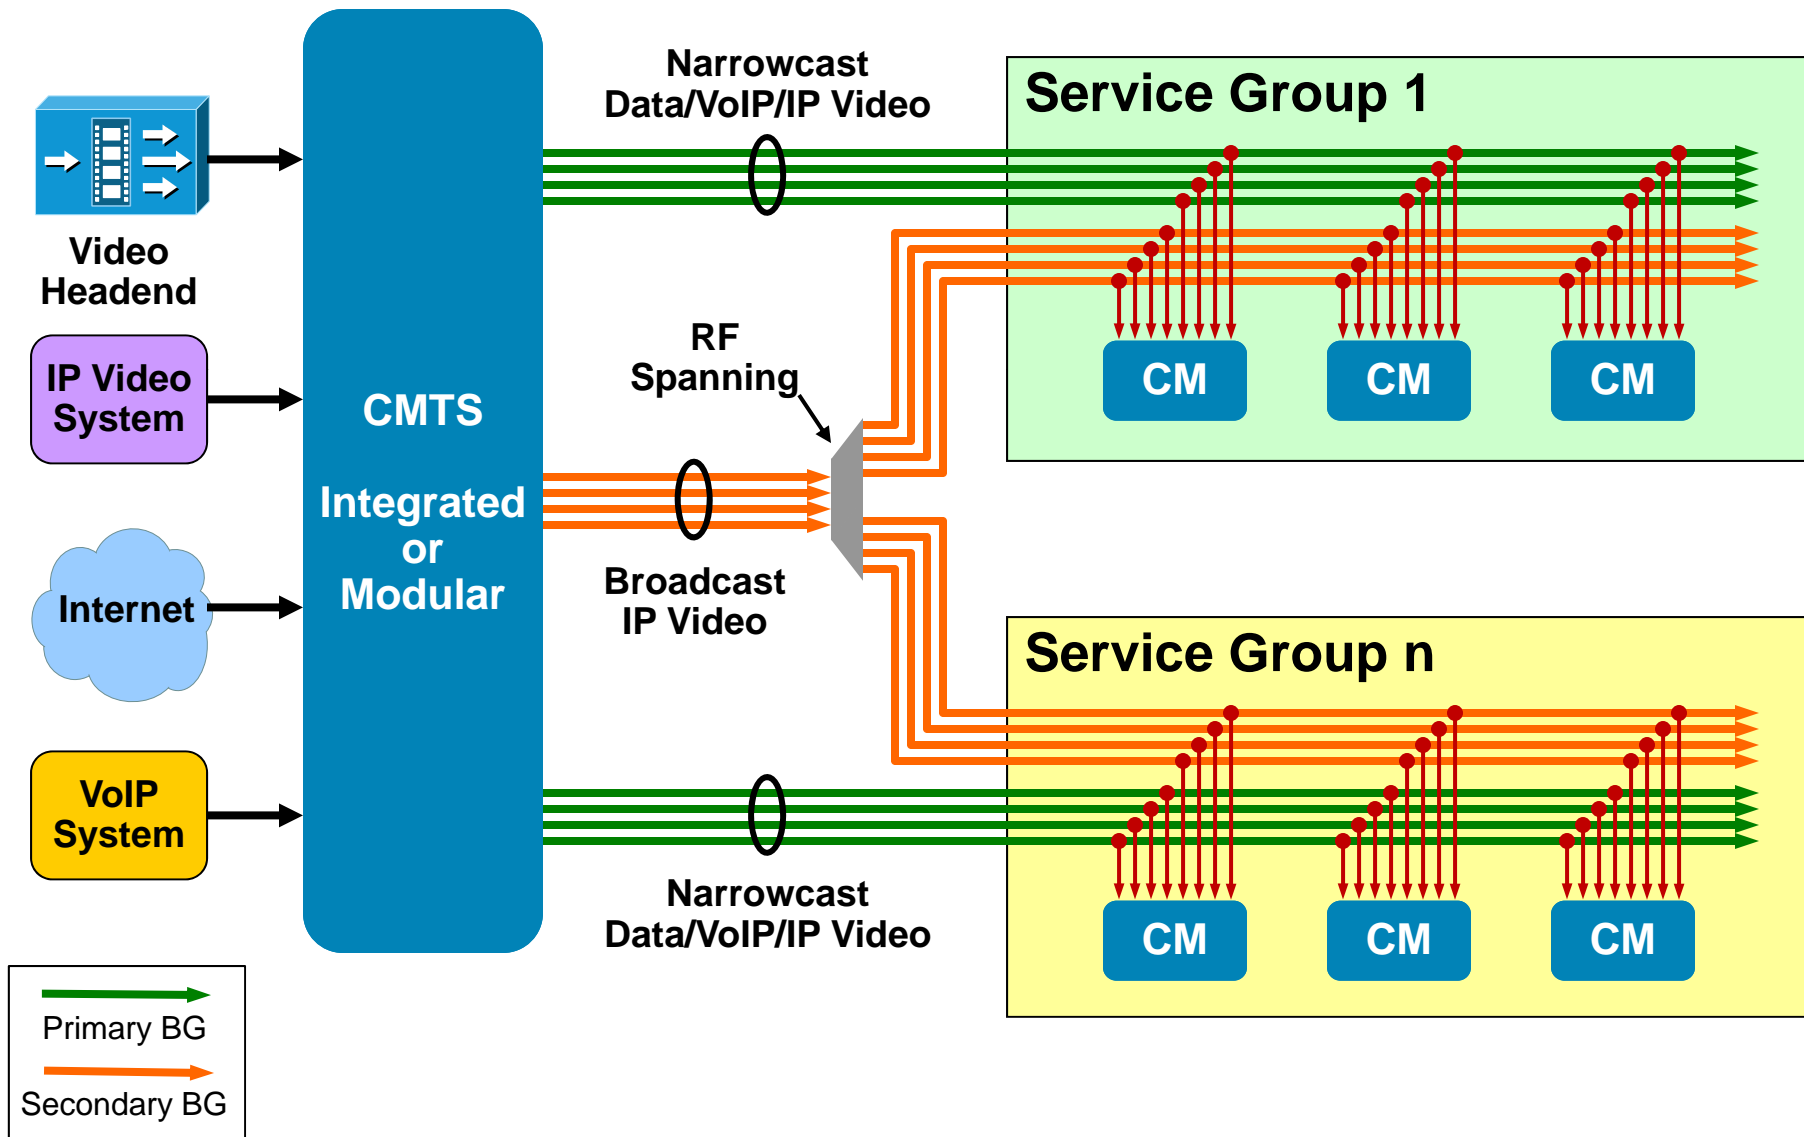 Video
Headend
IP Video
System
Internet
VoIP
System
CMTS
Integrated
or
Modular
Narrowcast
Data/VoIP/IP Video
RF
Spanning
Broadcast
IP Video
Narrowcast
Data/VoIP/IP Video
Service Group 1
CM
CM
CM
Service Group n
CM
CM
CM
Primary BG
Secondary BG